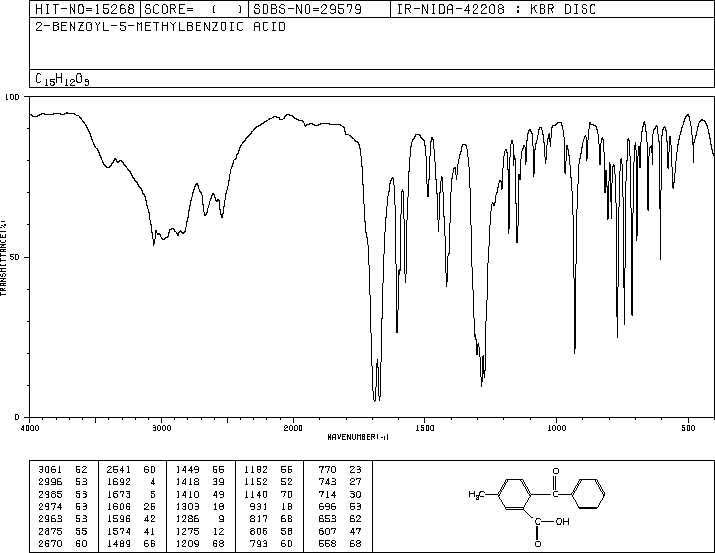 HIT-NO=15268 SCORE= ( ) SDBS-NO=29579 IR-NIDA-42208 : KBR DISC
2-BENZOYL-5-METHYLBENZOIC ACID
C15H12O3
100
50
0
TRANSMITTANCE(%)
4000 3000 2000 1500 1000 500
WAVENUMBER(-1)
3061 52 2541 60 1449 55 1182 55 770 23
2996 53 1692 4 1418 39 1152 52 743 27
2985 53 1673 5 1410 49 1140 70 714 30
2974 53 1606 25 1303 18 931 18 696 53
2963 53 1596 42 1286 9 817 68 653 62
2875 55 1574 41 1275 12 806 58 607 47
2670 60 1489 66 1209 68 793 60 558 68
O
H3C C
C OH
O